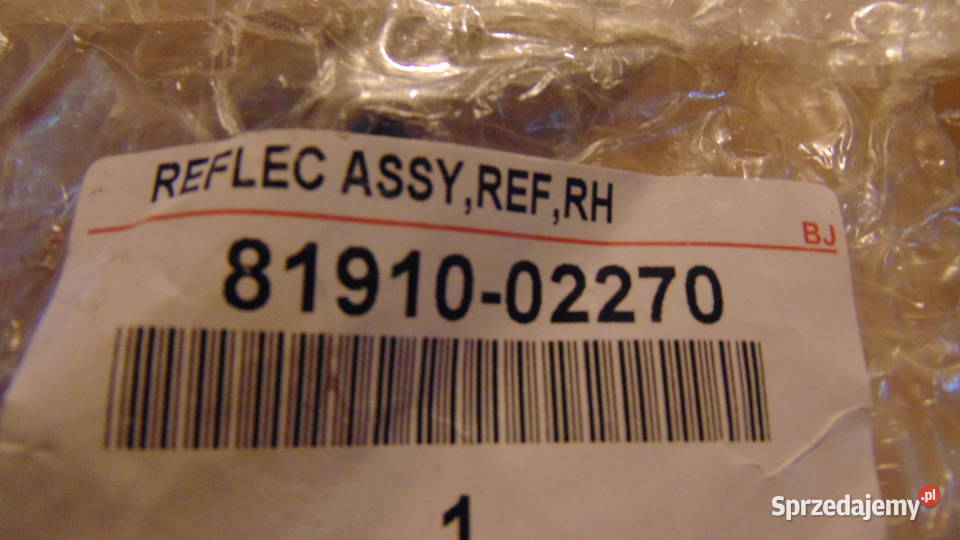 REFLEC ASSY,REF,RH
BJ
81910-02270
1
Sprzedajemy.pl